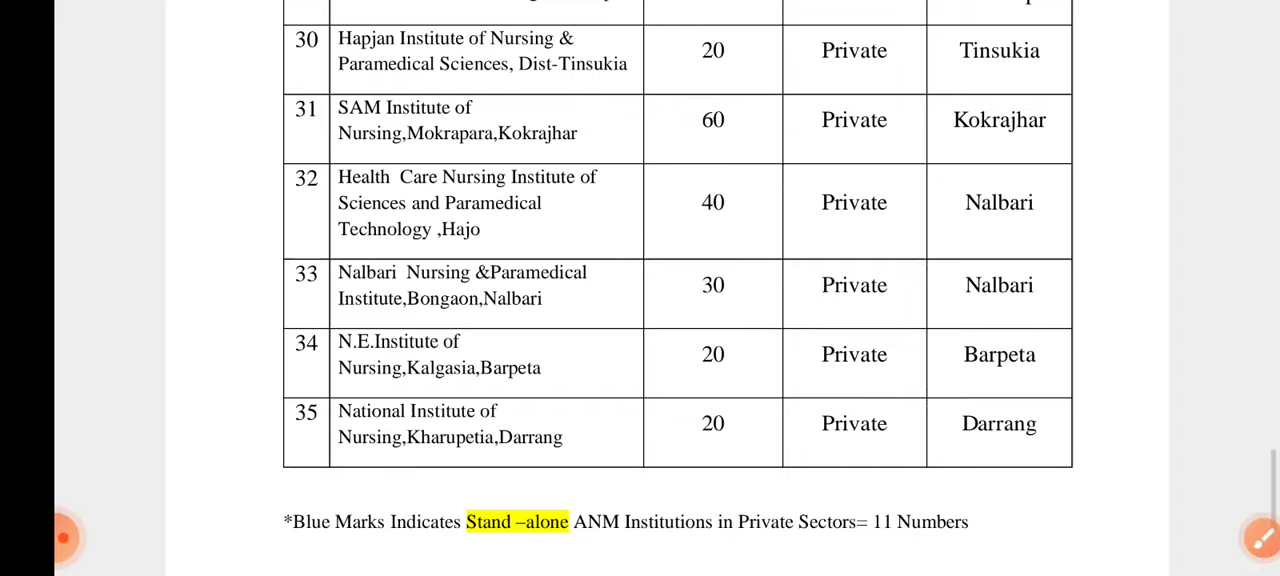 30
Hapjan Institute of Nursing &
Paramedical Sciences, Dist-Tinsukia
20
Private
Tinsukia
31
SAM Institute of
Nursing,Mokrapara,Kokrajhar
60
Private
Kokrajhar
32
Health Care Nursing Institute of
Sciences and Paramedical
Technology ,Hajo
40
Private
Nalbari
33
Nalbari Nursing &Paramedical
Institute,Bongaon,Nalbari
30
Private
Nalbari
34
N.E.Institute of
Nursing,Kalgasia,Barpeta
20
Private
Barpeta
35
National Institute of
Nursing,Kharupetia,Darrang
20
Private
Darrang
*Blue Marks Indicates Stand –alone ANM Institutions in Private Sectors= 11 Numbers